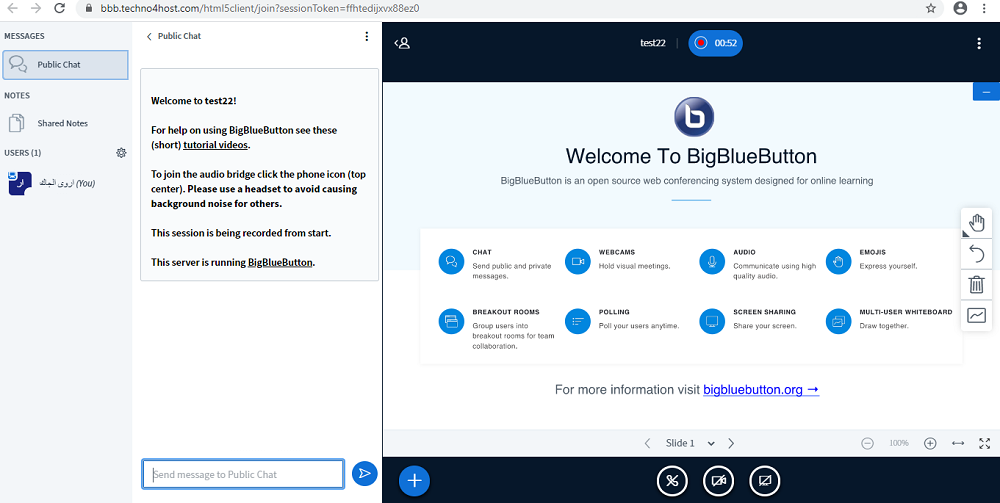 bbb.techno4host.com/html5client/join?sessionToken=ffhtedijxvx88ez0
MESSAGES
Public Chat
NOTES
Shared Notes
USERS (1)
ار
اروى الجاك (You)
Public Chat
Welcome to test22!
For help on using BigBlueButton see these
(short) tutorial videos.
To join the audio bridge click the phone icon (top
center). Please use a headset to avoid causing
background noise for others.
This session is being recorded from start.
This server is running BigBlueButton.
Send message to Public Chat
test22
00:52
b
Welcome To BigBlueButton
BigBlueButton is an open source web conferencing system designed for online learning
CHAT
Send public and private
messages.
WEBCAMS
Hold visual meetings.
AUDIO
Communicate using high
quality audio.
EMOJIS
Express yourself.
BREAKOUT ROOMS
Group users into
breakout rooms for team
collaboration.
POLLING
Poll your users anytime.
SCREEN SHARING
Share your screen.
MULTI-USER WHITEBOARD
Draw together.
For more information visit bigbluebutton.org →
Slide 1
100%